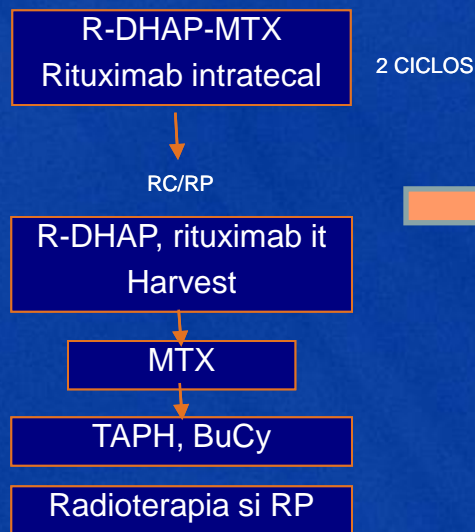 R-DHAP-MTX
Rituximab intratecal
2 CICLOS
RC/RP
R-DHAP, rituximab it
Harvest
MTX
TAPH, BuCy
Radioterapia si RP